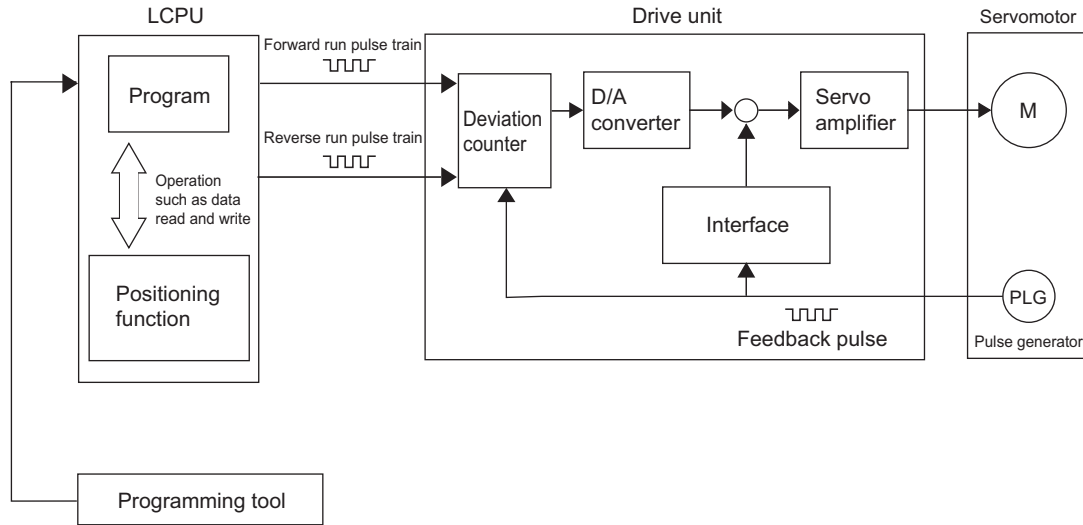 LCPU
Drive unit
Servomotor
Forward run pulse train
Program
Deviation
counter
D/A
converter
Servo
amplifier
M
Reverse run pulse train
Operation
such as data
read and write
Interface
Positioning
function
PLG
Feedback pulse
Pulse generator
Programming tool